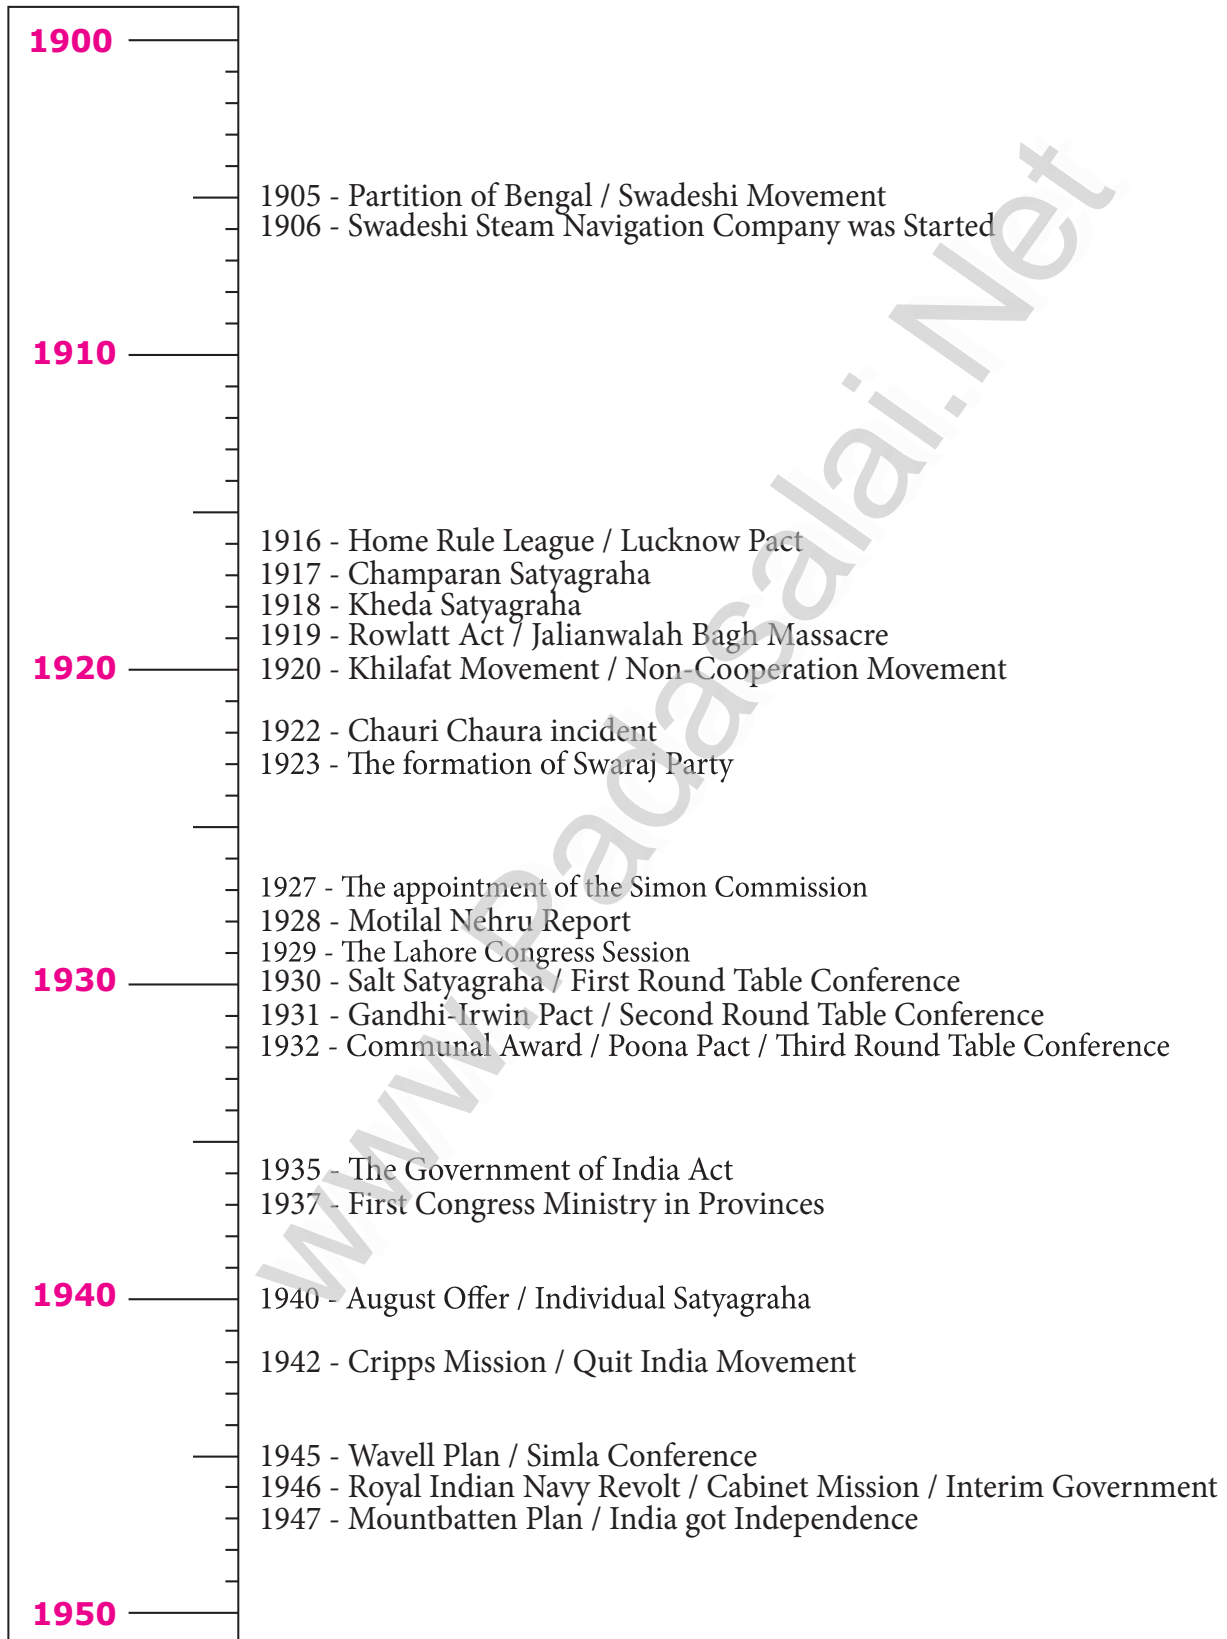 1900
1905 - Partition of Bengal / Swadeshi Movement
1906 - Swadeshi Steam Navigation Company was Started
1910
1916 - Home Rule League / Lucknow Pact
1917 - Champaran Satyagraha
1918 - Kheda Satyagraha
1919 - Rowlatt Act / Jalianwalah Bagh Massacre
1920
1920 - Khilafat Movement / Non-Cooperation Movement
1922 - Chauri Chaura incident
1923 - The formation of Swaraj Party
1927 - The appointment of the Simon Commission
1928 - Motilal Nehru Report
1929 - The Lahore Congress Session
1930
1930 - Salt Satyagraha / First Round Table Conference
1931 - Gandhi-Irwin Pact / Second Round Table Conference
1932 - Communal Award / Poona Pact / Third Round Table Conference
1935 - The Government of India Act
1937 - First Congress Ministry in Provinces
1940
1940 - August Offer / Individual Satyagraha
1942 - Cripps Mission / Quit India Movement
1945 - Wavell Plan / Simla Conference
1946 - Royal Indian Navy Revolt / Cabinet Mission / Interim Government
1947 - Mountbatten Plan / India got Independence
1950
www.Padasalai.Net